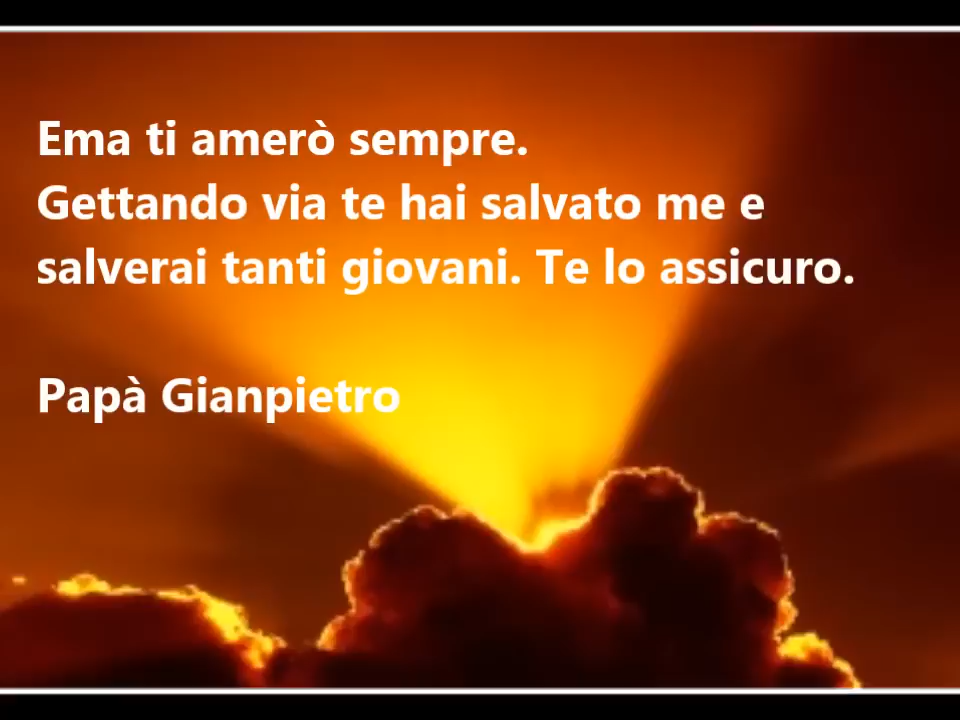 Ema ti amerò sempre.
Gettando via te hai salvato me e
salverai tanti giovani. Te lo assicuro.
Papà Gianpietro